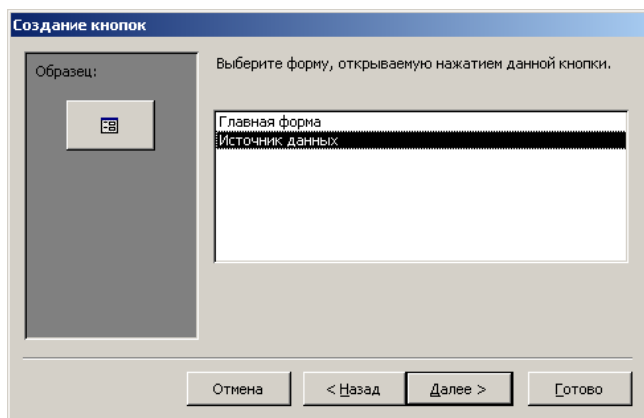 Создание кнопок
Образец:
Выберите форму, открываемую нажатием данной кнопки.
Главная форма
Источник данных
Отмена
< Назад
Далее >
Готово